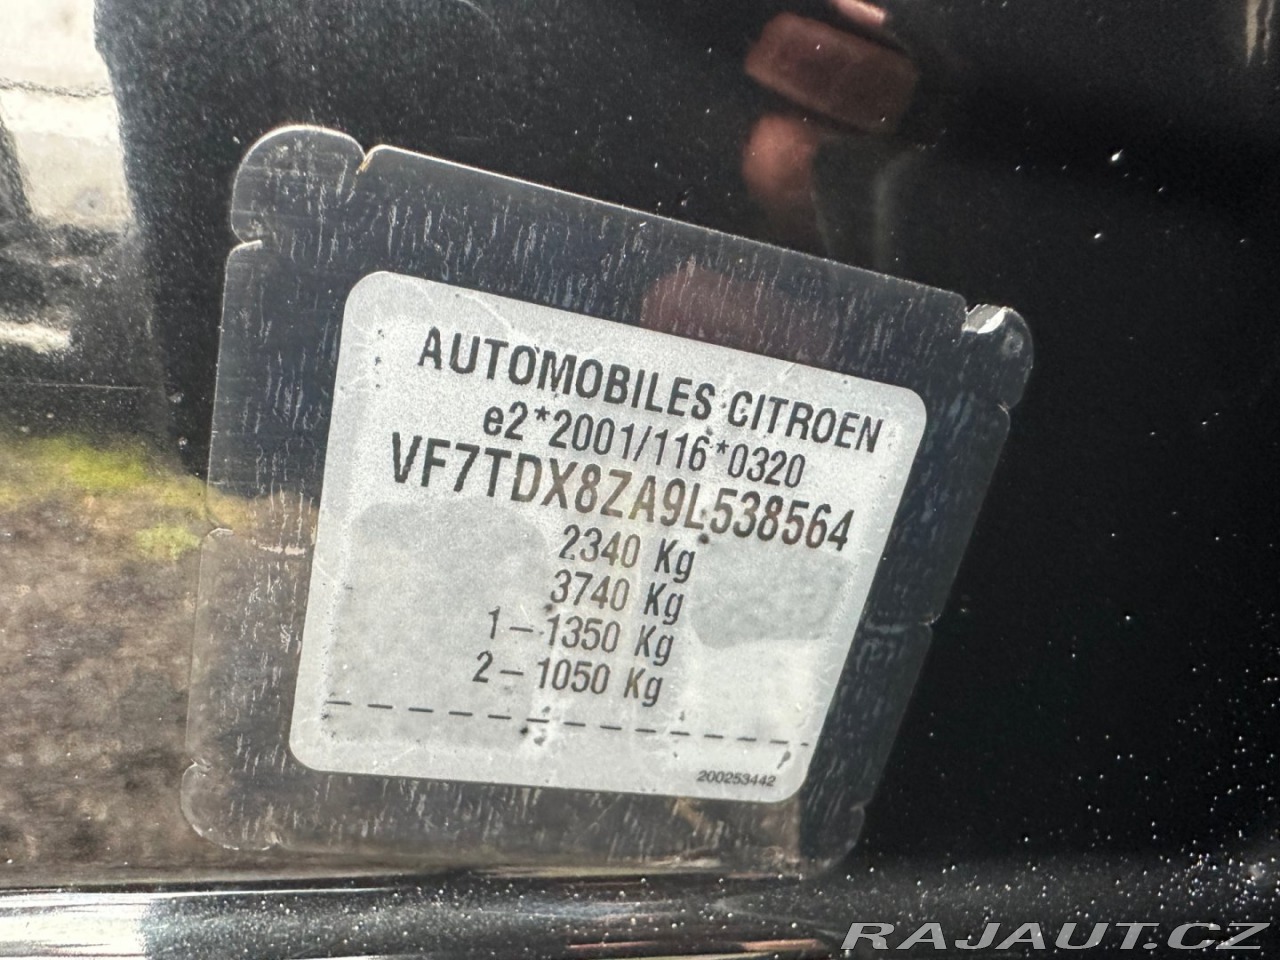 AUTOMOBILES CITROEN
e2*2001/116*0320
VF7TDX8ZA9L538564
2340 Kg
3740 Kg
1-1350 Kg
2-1050 Kg
200253442
RAJAUT.CZ